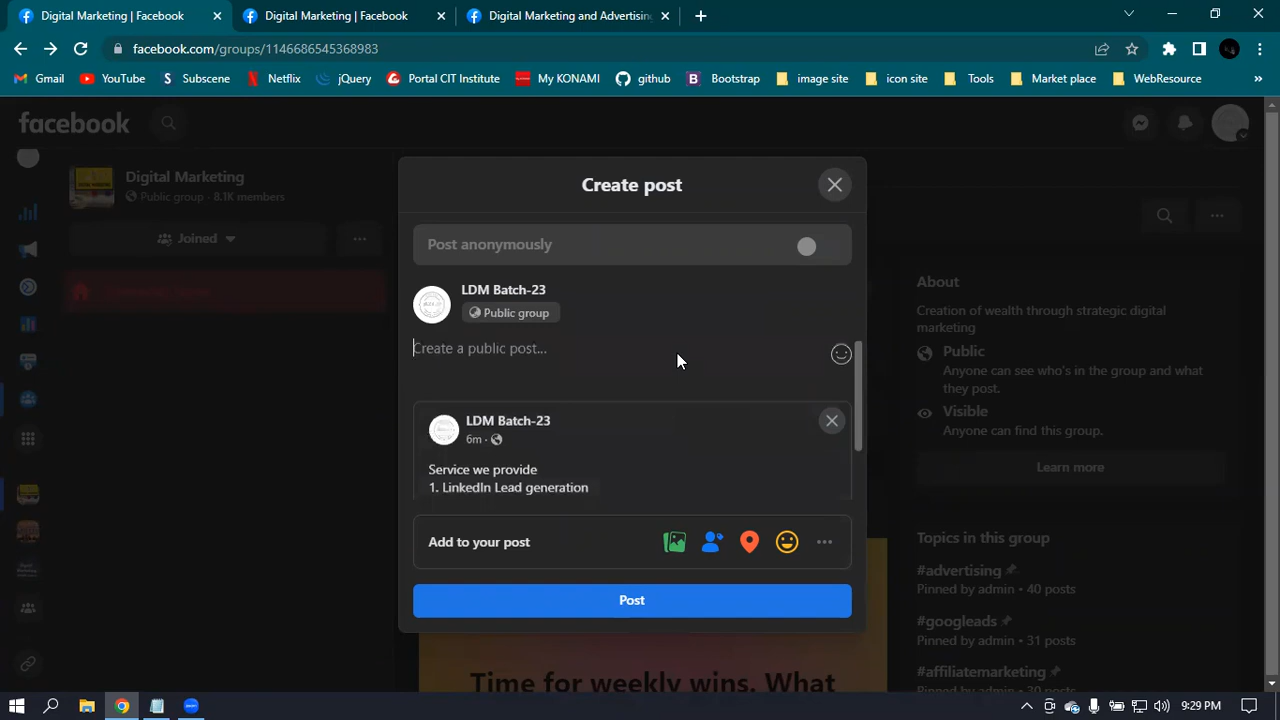 Digital Marketing | Facebook
Digital Marketing | Facebook
Digital Marketing and Advertising
facebook.com/groups/1146686545368983
Gmail
YouTube
Subscene
Netflix
jQuery
Portal CIT Institute
My KONAMI
github
Bootstrap
image site
icon site
Tools
Market place
WebResource
»
facebook
Digital Marketing
Public group · 8.1K members
Joined
Create post
Post anonymously
LDM Batch-23
Public group
Create a public post...
LDM Batch-23
6m ·
Service we provide
1. LinkedIn Lead generation
Add to your post
Post
About
Creation of wealth through strategic digital
marketing
Public
Anyone can see who's in the group and what
they post.
Visible
Anyone can find this group.
Learn more
Topics in this group
#advertising
Pinned by admin • 40 posts
#googleads
Pinned by admin • 31 posts
#affiliatemarketing
Time for weekly wins. What
9:29 PM